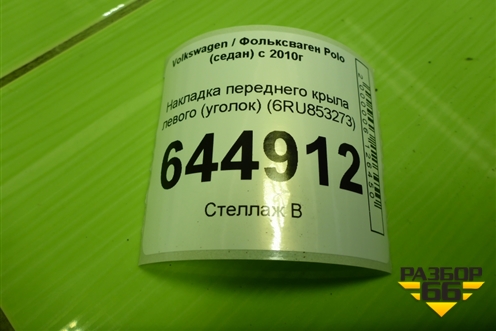 Volkswagen / Фольксваген Polo
(седан) с 2010г
Накладка переднего крыла
левого (уголок) (6RU853273)
644912
Стеллаж В
РАЗБОР
66